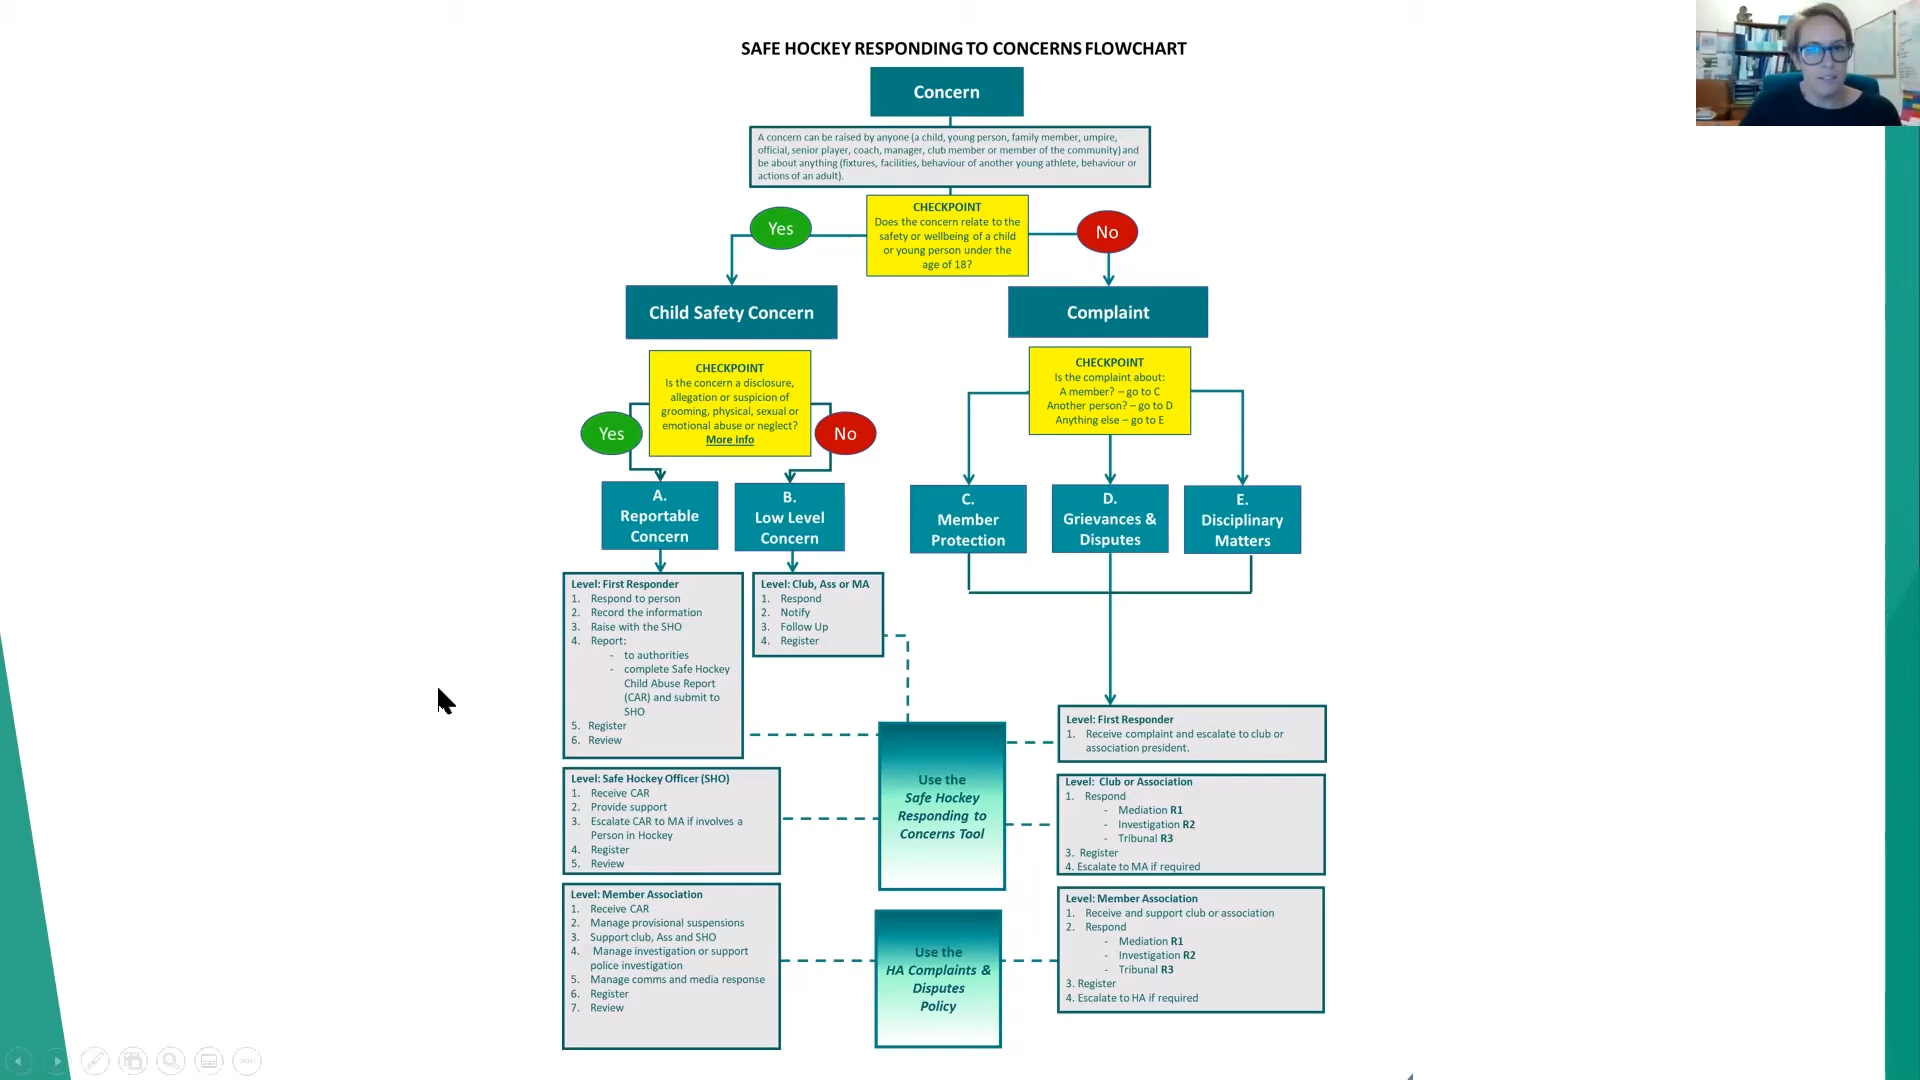 SAFE HOCKEY RESPONDING TO CONCERNS FLOWCHART
Concern
A concern can be raised by anyone (a child, young person, family member, umpire,
official, senior player, coach, manager, club member or member of the community) and
be about anything (fixtures, facilities, behaviour of another young athlete, behaviour or
actions of an adult).
CHECKPOINT
Does the concern relate to the
safety or wellbeing of a child
or young person under the
age of 18?
Yes
No
Child Safety Concern
Complaint
CHECKPOINT
Is the concern a disclosure,
allegation or suspicion of
grooming, physical, sexual or
emotional abuse or neglect?
More info
Yes
No
CHECKPOINT
Is the complaint about:
A member? – go to C
Another person? – go to D
Anything else – go to E
A.
Reportable
Concern
B.
Low Level
Concern
C.
Member
Protection
D.
Grievances &
Disputes
E.
Disciplinary
Matters
Level: First Responder
1. Respond to person
2. Record the information
3. Raise with the SHO
4. Report:
- to authorities
- complete Safe Hockey
Child Abuse Report
(CAR) and submit to
SHO
5. Register
6. Review
Level: Club, Ass or MA
1. Respond
2. Notify
3. Follow Up
4. Register
Level: Safe Hockey Officer (SHO)
1. Receive CAR
2. Provide support
3. Escalate CAR to MA if involves a
Person in Hockey
4. Register
5. Review
Level: Member Association
1. Receive CAR
2. Manage provisional suspensions
3. Support club, Ass and SHO
4. Manage investigation or support
police investigation
5. Manage comms and media response
6. Register
7. Review
Use the
Safe Hockey
Responding to
Concerns Tool
Use the
HA Complaints &
Disputes
Policy
Level: First Responder
1. Receive complaint and escalate to club or
association president.
Level: Club or Association
1. Respond
- Mediation R1
- Investigation R2
- Tribunal R3
3. Register
4. Escalate to MA if required
Level: Member Association
1. Receive and support club or association
2. Respond
- Mediation R1
- Investigation R2
- Tribunal R3
3. Register
4. Escalate to HA if required